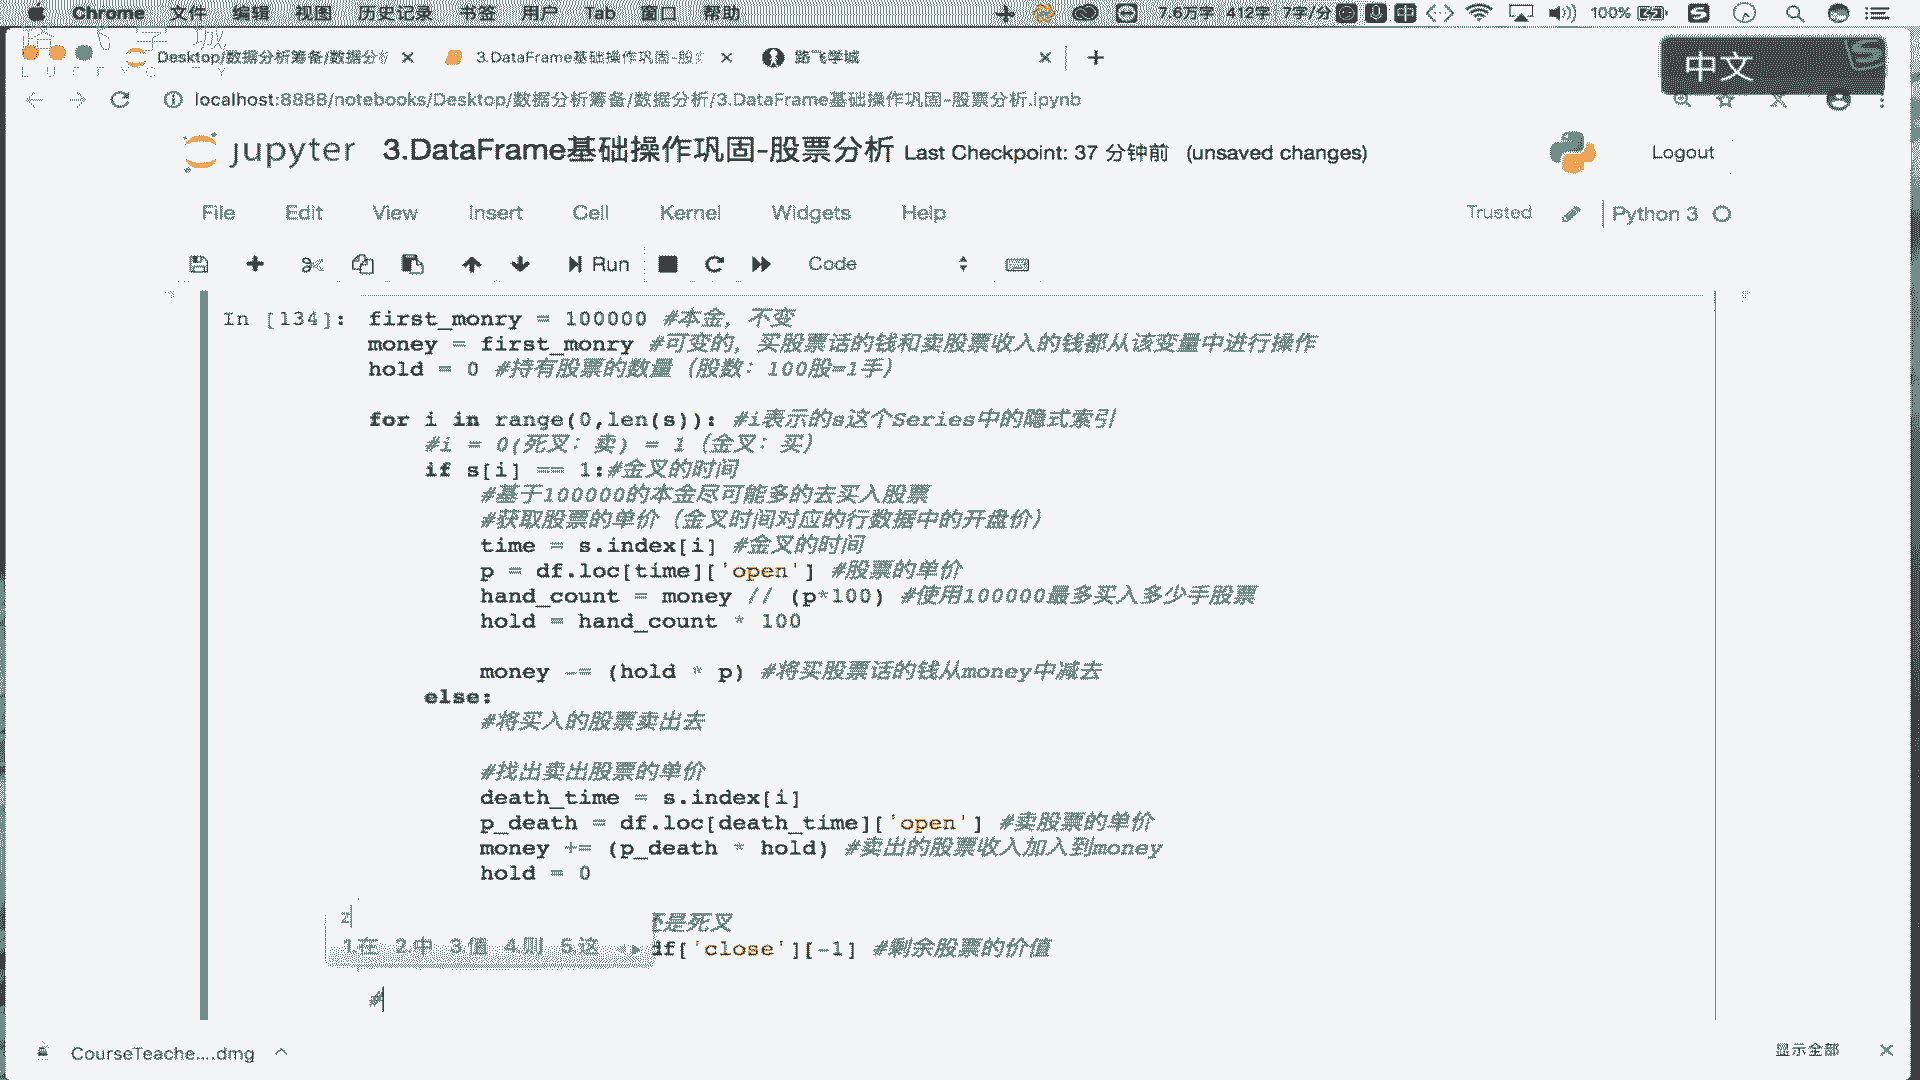 Chrome 文件 编辑 视图 历史记录 书签 用户 Tab 窗口 帮助 7.6万字 412字 7字/分 中 100%
Desktop/数据分析筹备/数据分析
3.DataFrame基础操作巩固-股
路飞学城
中文
localhost:8888/notebooks/Desktop/数据分析筹备/数据分析/3.DataFrame基础操作巩固-股票分析.ipynb
jupyter 3.DataFrame基础操作巩固-股票分析 Last Checkpoint: 37 分钟前 (unsaved changes)
Logout
File Edit View Insert Cell Kernel Widgets Help
Trusted Python 3
Run Code
In [134]: first_monry = 100000 #本金，不变
money = first_monry #可变的，买股票话的钱和卖股票收入的钱都从该变量中进行操作
hold = 0 #持有股票的数量（股数：100股=1手）
for i in range(0,len(s)): #i表示的s这个Series中的隐式索引
#i = 0(死叉：卖) = 1（金叉：买）
if s[i] == 1:#金叉的时间
#基于100000的本金尽可能多的去买入股票
#获取股票的单价（金叉时间对应的行数据中的开盘价）
time = s.index[i] #金叉的时间
p = df.loc[time]['open'] #股票的单价
hand_count = money // (p*100) #使用100000最多买入多少手股票
hold = hand_count * 100
money -= (hold * p) #将买股票话的钱从money中减去
else:
#将买入的股票卖出去
#找出卖出股票的单价
death_time = s.index[i]
p_death = df.loc[death_time]['open'] #卖股票的单价
money += (p_death * hold) #卖出的股票收入加入到money
hold = 0
z
还是死叉
1.在 2.中 3.值 4.则 5.这
df['close'][-1] #剩余股票的价值
#
CourseTeache....dmg
显示全部